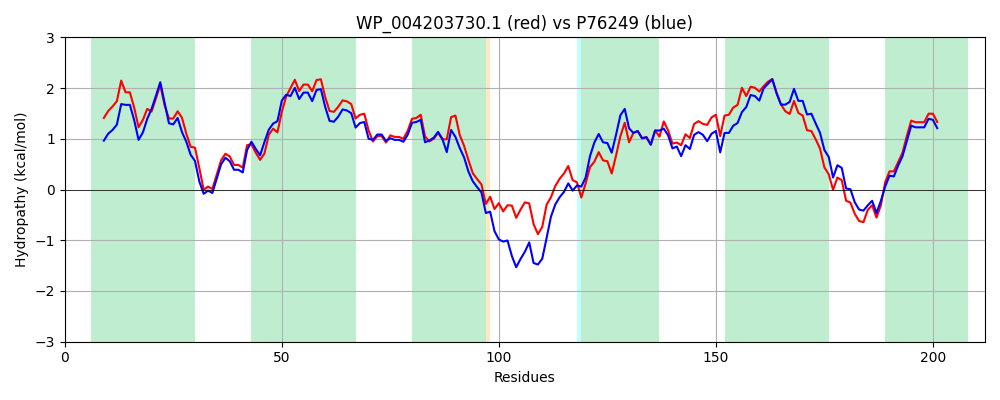 WP_004203730.1 (red) vs P76249 (blue)
Hydropathy (kcal/mol)
3
2
1
0
−1
−2
−3
0 50 100 150 200
Residues